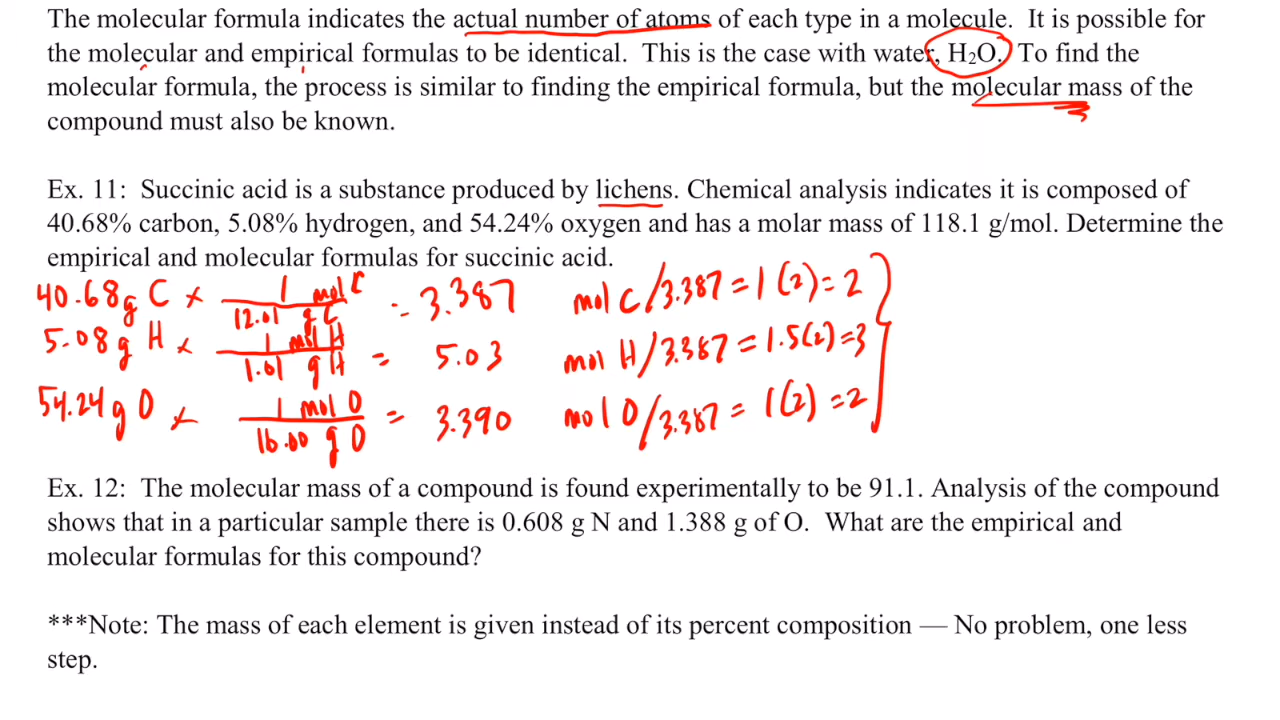 The molecular formula indicates the actual number of atoms of each type in a molecule. It is possible for
the molecular and empirical formulas to be identical. This is the case with water, H₂O. To find the
molecular formula, the process is similar to finding the empirical formula, but the molecular mass of the
compound must also be known.
Ex. 11: Succinic acid is a substance produced by lichens. Chemical analysis indicates it is composed of
40.68% carbon, 5.08% hydrogen, and 54.24% oxygen and has a molar mass of 118.1 g/mol. Determine the
empirical and molecular formulas for succinic acid.
40.68g C × 1 mol C / 12.01 g C = 3.387 mol C/3.387 = 1(2) = 2
5.08g H × 1 mol H / 1.01 g H = 5.03 mol H/3.387 = 1.5(2)=3
54.24g O × 1 mol O / 16.00 g O = 3.390 mol O/3.387 = 1(2) = 2
Ex. 12: The molecular mass of a compound is found experimentally to be 91.1. Analysis of the compound
shows that in a particular sample there is 0.608 g N and 1.388 g of O. What are the empirical and
molecular formulas for this compound?
***Note: The mass of each element is given instead of its percent composition — No problem, one less
step.